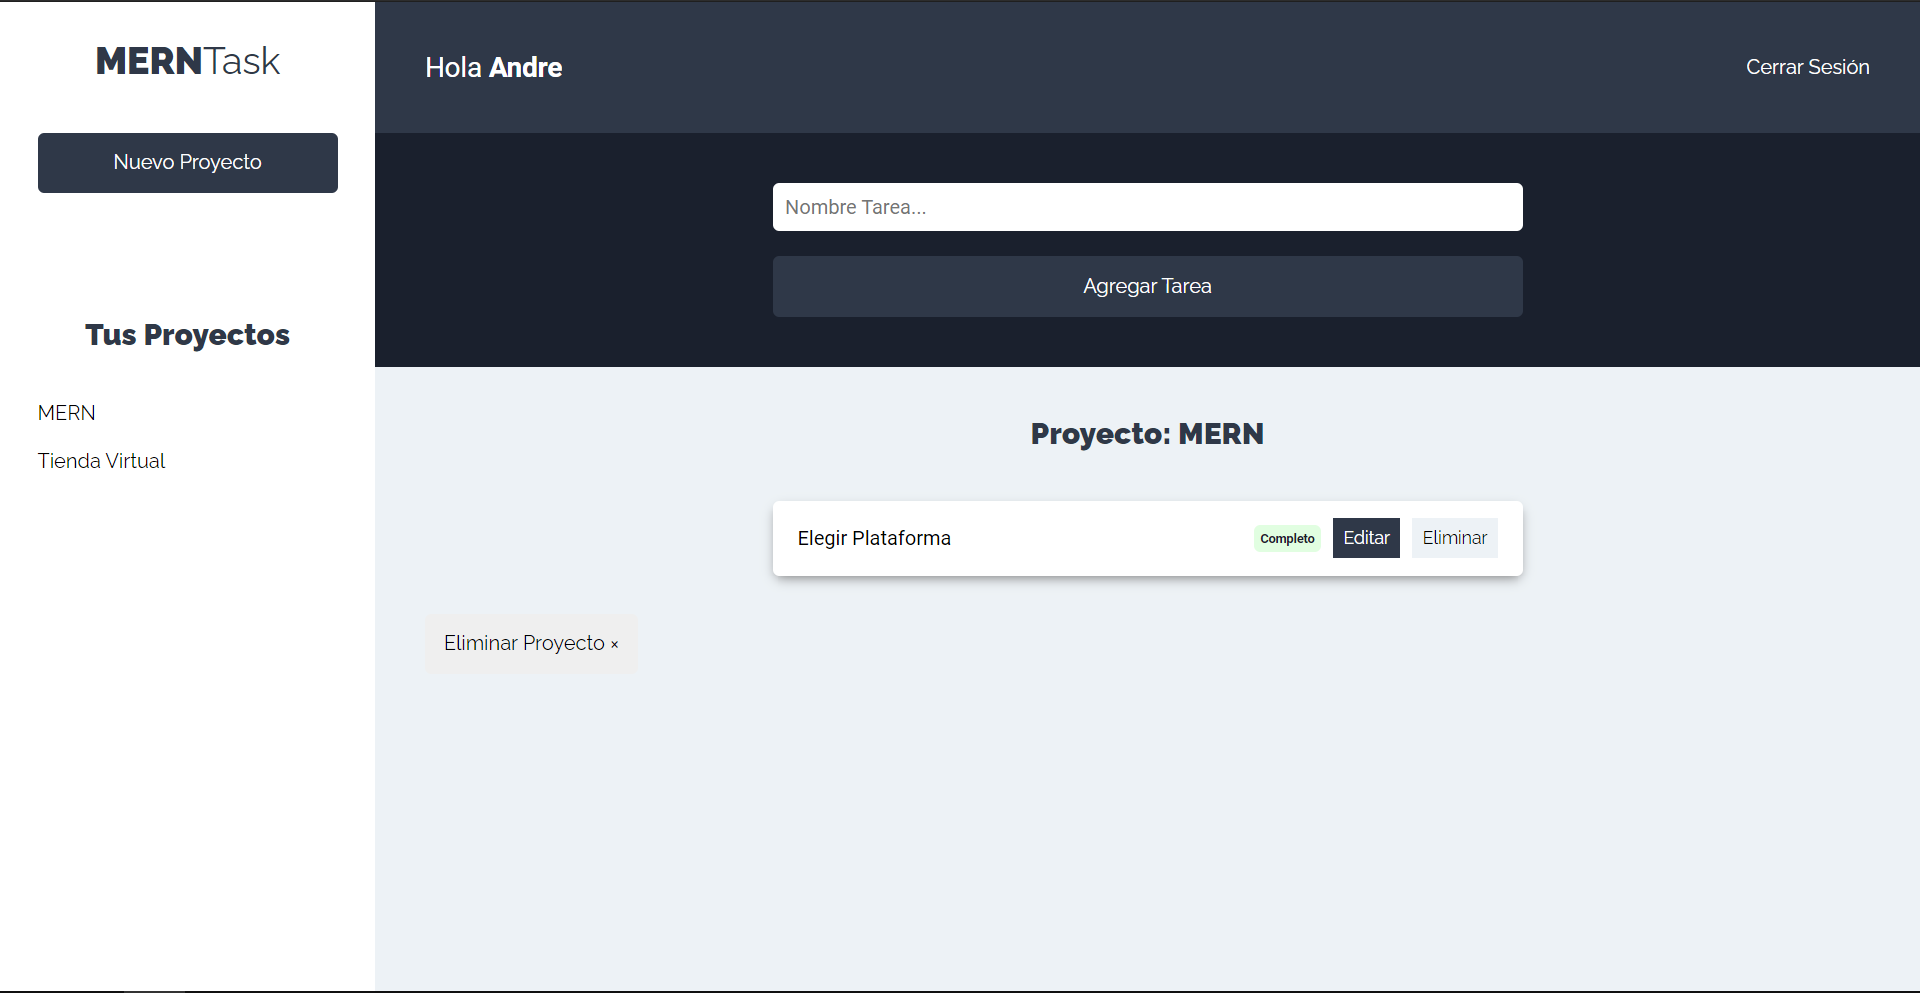 MERNTask
Nuevo Proyecto
Tus Proyectos
MERN
Tienda Virtual
Hola Andre
Cerrar Sesión
Nombre Tarea...
Agregar Tarea
Proyecto: MERN
Elegir Plataforma Completo Editar Eliminar
Eliminar Proyecto ×